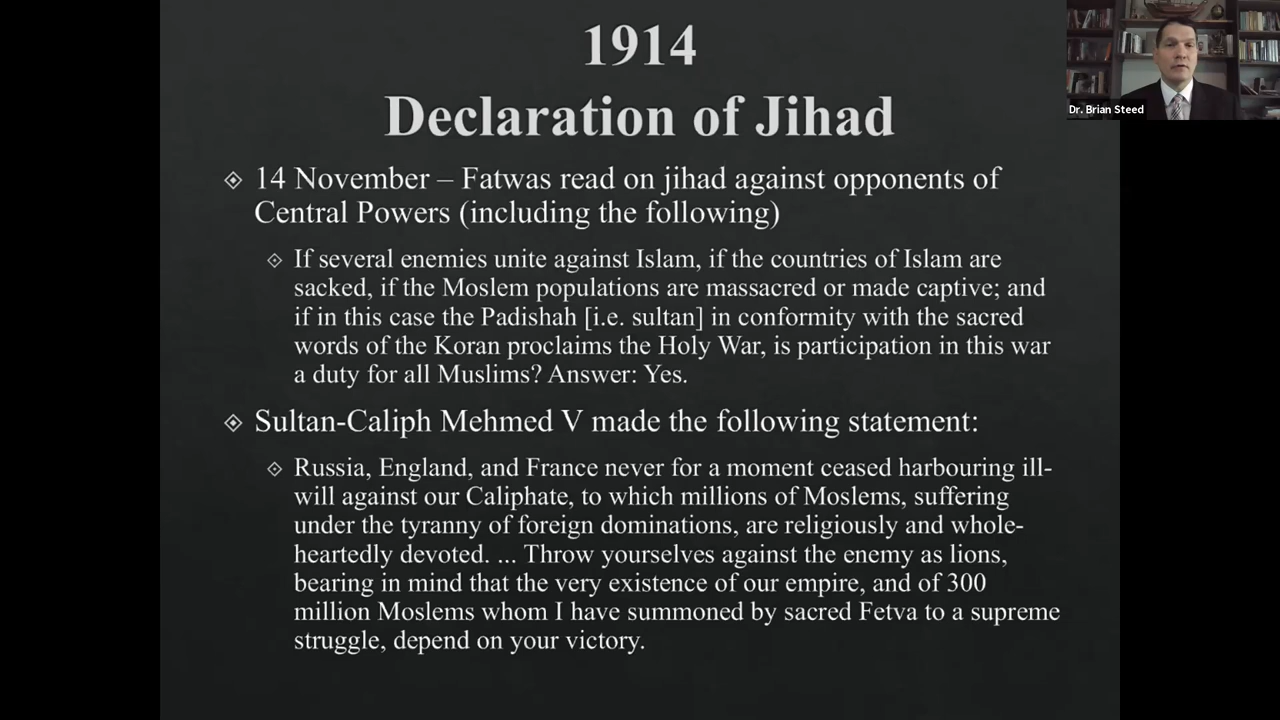 1914
Declaration of Jihad
14 November – Fatwas read on jihad against opponents of
Central Powers (including the following)
If several enemies unite against Islam, if the countries of Islam are
sacked, if the Moslem populations are massacred or made captive; and
if in this case the Padishah [i.e. sultan] in conformity with the sacred
words of the Koran proclaims the Holy War, is participation in this war
a duty for all Muslims? Answer: Yes.
Sultan-Caliph Mehmed V made the following statement:
Russia, England, and France never for a moment ceased harbouring ill-
will against our Caliphate, to which millions of Moslems, suffering
under the tyranny of foreign dominations, are religiously and whole-
heartedly devoted. ... Throw yourselves against the enemy as lions,
bearing in mind that the very existence of our empire, and of 300
million Moslems whom I have summoned by sacred Fetva to a supreme
struggle, depend on your victory.
Dr. Brian Steed